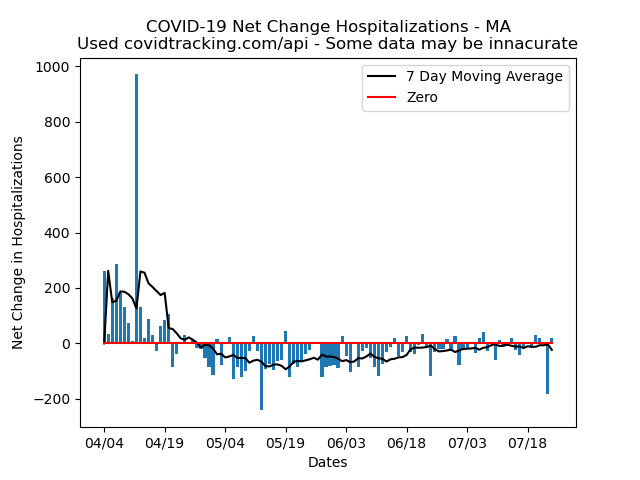 COVID-19 Net Change Hospitalizations - MA
Used covidtracking.com/api - Some data may be innacurate
7 Day Moving Average
Zero
Net Change in Hospitalizations
1000
800
600
400
200
0
−200
04/04 04/19 05/04 05/19 06/03 06/18 07/03 07/18
Dates